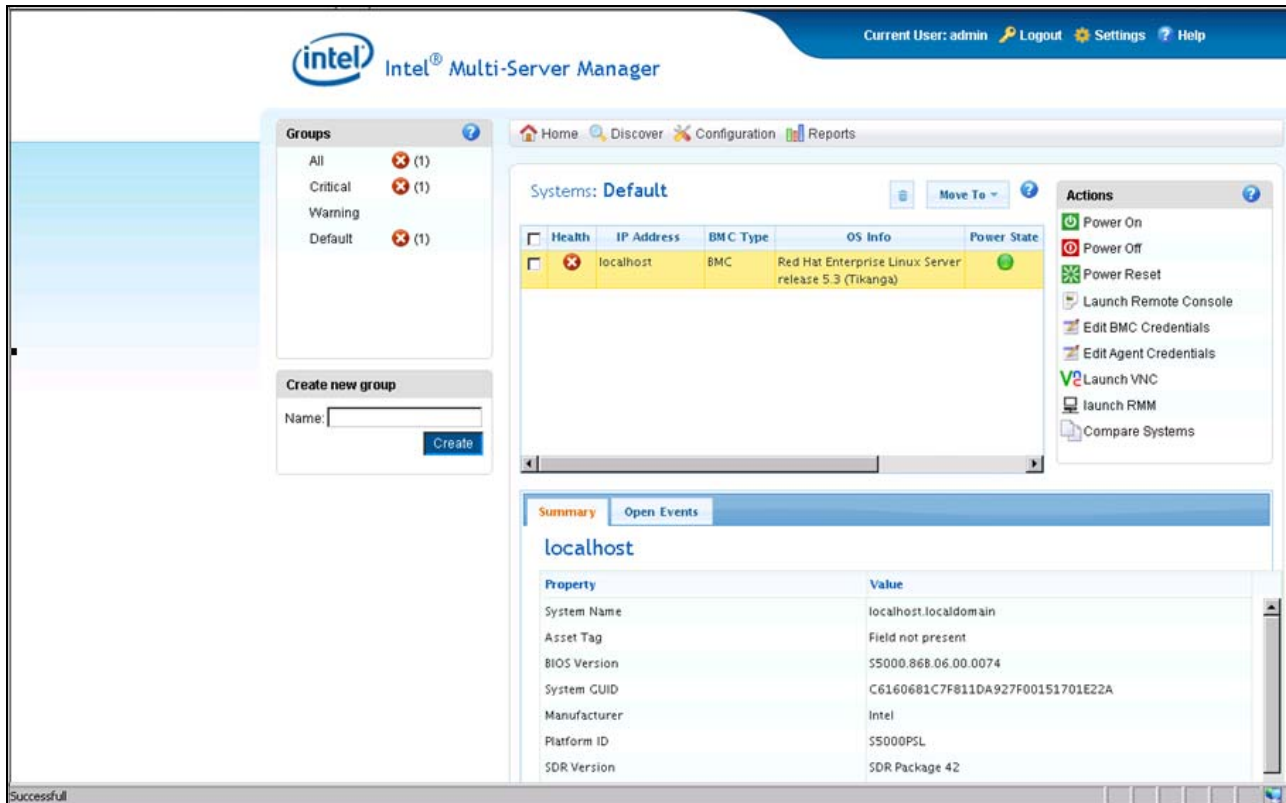 Current User: admin Logout Settings ? Help
intel
Intel® Multi-Server Manager
Groups ?
All (1)
Critical (1)
Warning
Default (1)
Create new group
Name:
Create
Home Discover Configuration Reports
Systems: Default
Move To ?
Health IP Address BMC Type OS Info Power State
localhost BMC Red Hat Enterprise Linux Server
release 5.3 (Tikanga)
Actions ?
Power On
Power Off
Power Reset
Launch Remote Console
Edit BMC Credentials
Edit Agent Credentials
Launch VNC
launch RMM
Compare Systems
Summary Open Events
localhost
Property Value
System Name localhost.localdomain
Asset Tag Field not present
BIOS Version S5000.86B.06.00.0074
System GUID C6160681C7F811DA927F00151701E22A
Manufacturer Intel
Platform ID S5000PSL
SDR Version SDR Package 42
Successfull